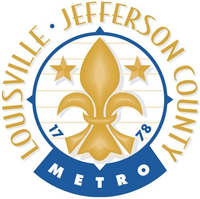 LOUISVILLE • JEFFERSON COUNTY
17 78
METRO